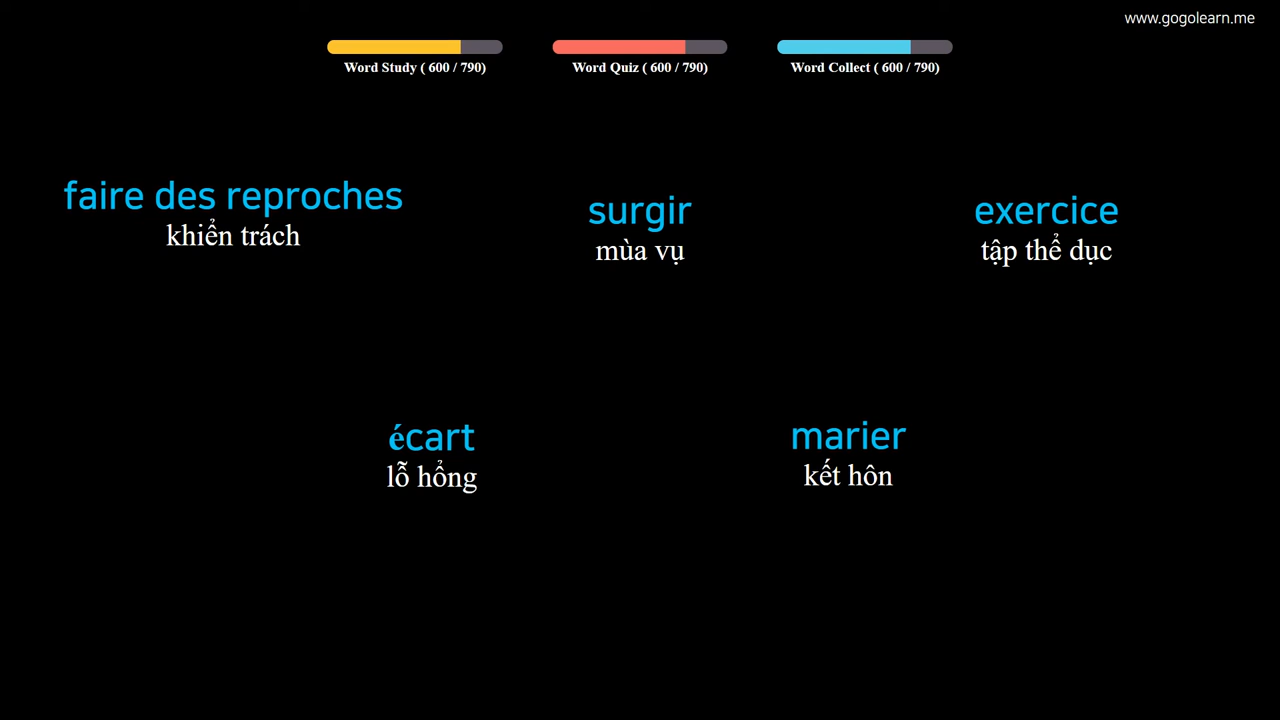 www.gogolearn.me
Word Study ( 600 / 790)
Word Quiz ( 600 / 790)
Word Collect ( 600 / 790)
faire des reproches
khiển trách
surgir
mùa vụ
exercice
tập thể dục
écart
lỗ hổng
marier
kết hôn